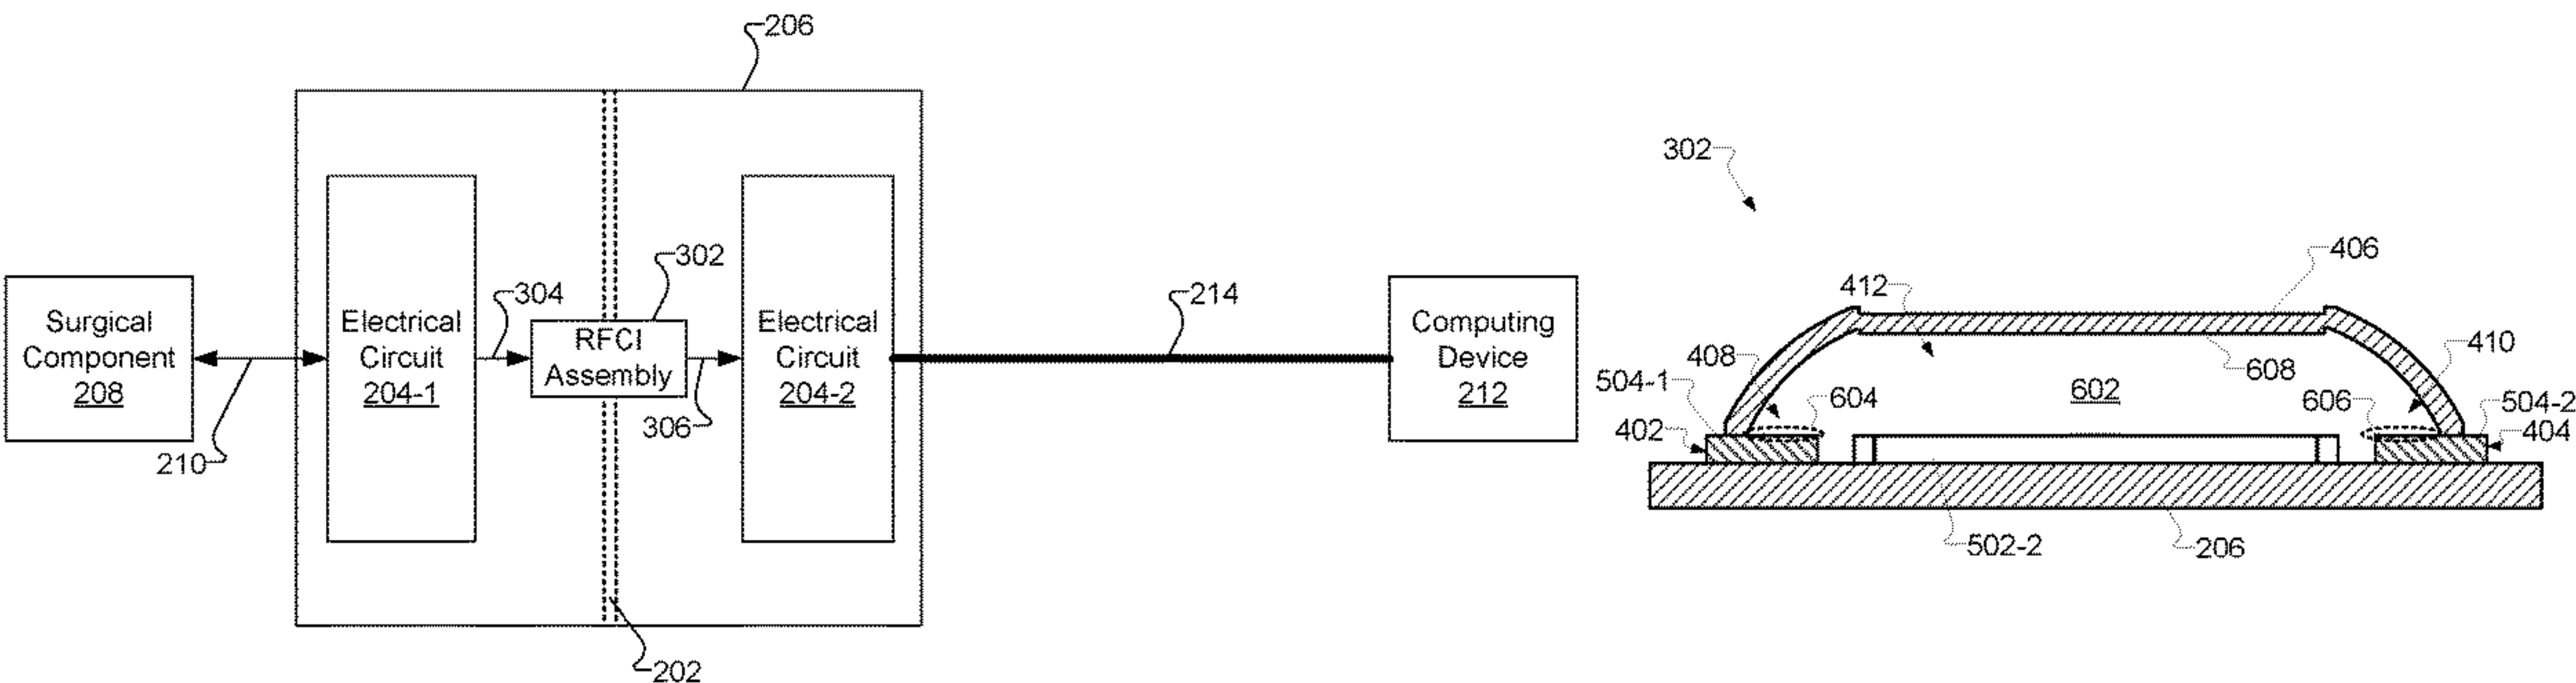 206
Surgical
Component
208
210
Electrical
Circuit
204-1
304
RFCI
Assembly
302
306
Electrical
Circuit
204-2
202
214
Computing
Device
212
302
406
412
408
410
504-1
604
602
608
606
504-2
402
404
502-2
206